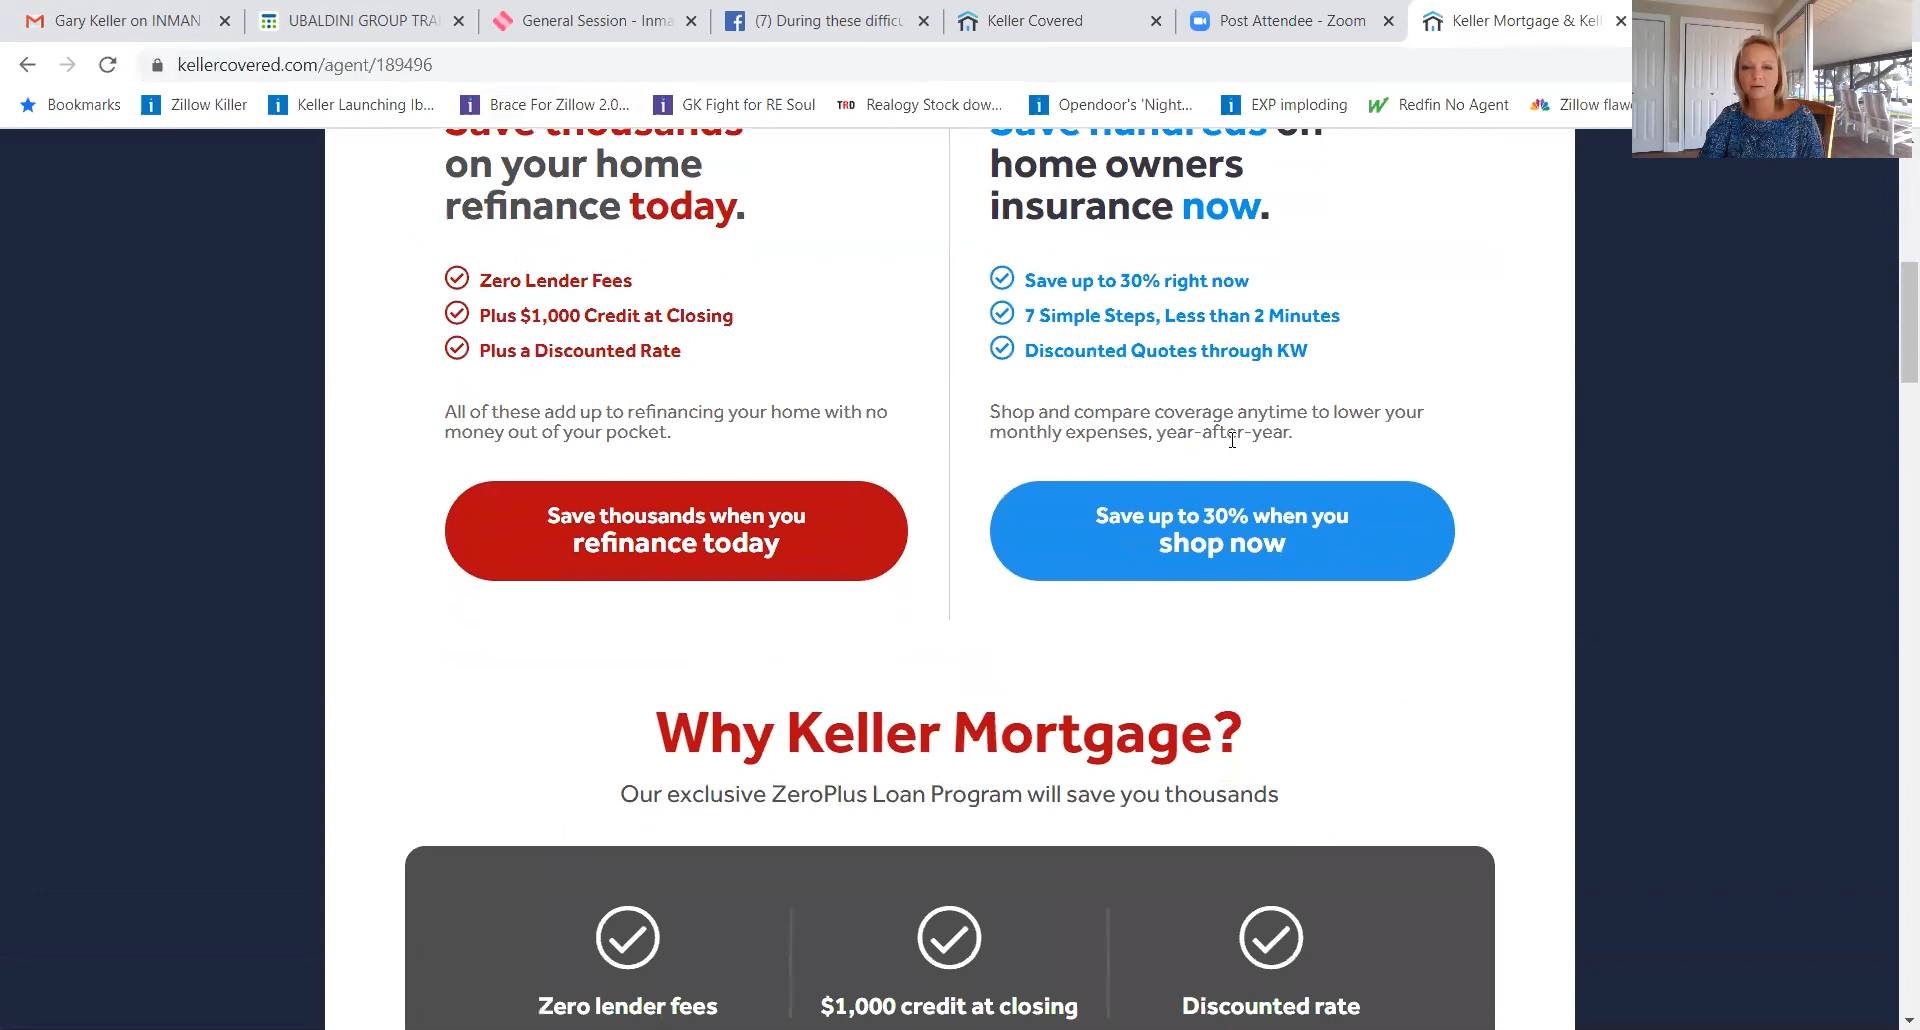 Gary Keller on INMAN
UBALDINI GROUP TRA
General Session - Inma
(7) During these difficu
Keller Covered
Post Attendee - Zoom
Keller Mortgage & Kell
kellercovered.com/agent/189496
Bookmarks
Zillow Killer
Keller Launching Ib...
Brace For Zillow 2.0...
GK Fight for RE Soul
TRD
Realogy Stock dow...
Opendoor's 'Night...
EXP imploding
Redfin No Agent
Zillow flaw
Save thousands
on your home
refinance today.
Zero Lender Fees
Plus $1,000 Credit at Closing
Plus a Discounted Rate
All of these add up to refinancing your home with no
money out of your pocket.
Save thousands when you
refinance today
Save hundreds on
home owners
insurance now.
Save up to 30% right now
7 Simple Steps, Less than 2 Minutes
Discounted Quotes through KW
Shop and compare coverage anytime to lower your
monthly expenses, year-after-year.
Save up to 30% when you
shop now
Why Keller Mortgage?
Our exclusive ZeroPlus Loan Program will save you thousands
Zero lender fees
$1,000 credit at closing
Discounted rate